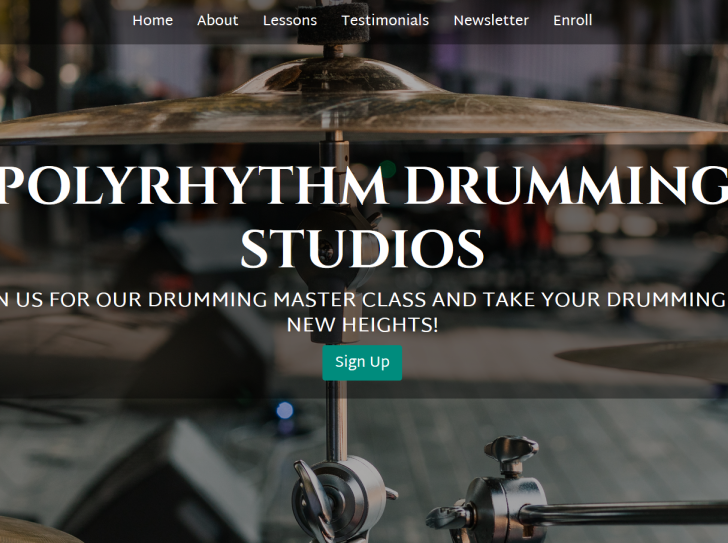 Home About Lessons Testimonials Newsletter Enroll
POLYRHYTHM DRUMMING
STUDIOS
N US FOR OUR DRUMMING MASTER CLASS AND TAKE YOUR DRUMMING
NEW HEIGHTS!
Sign Up